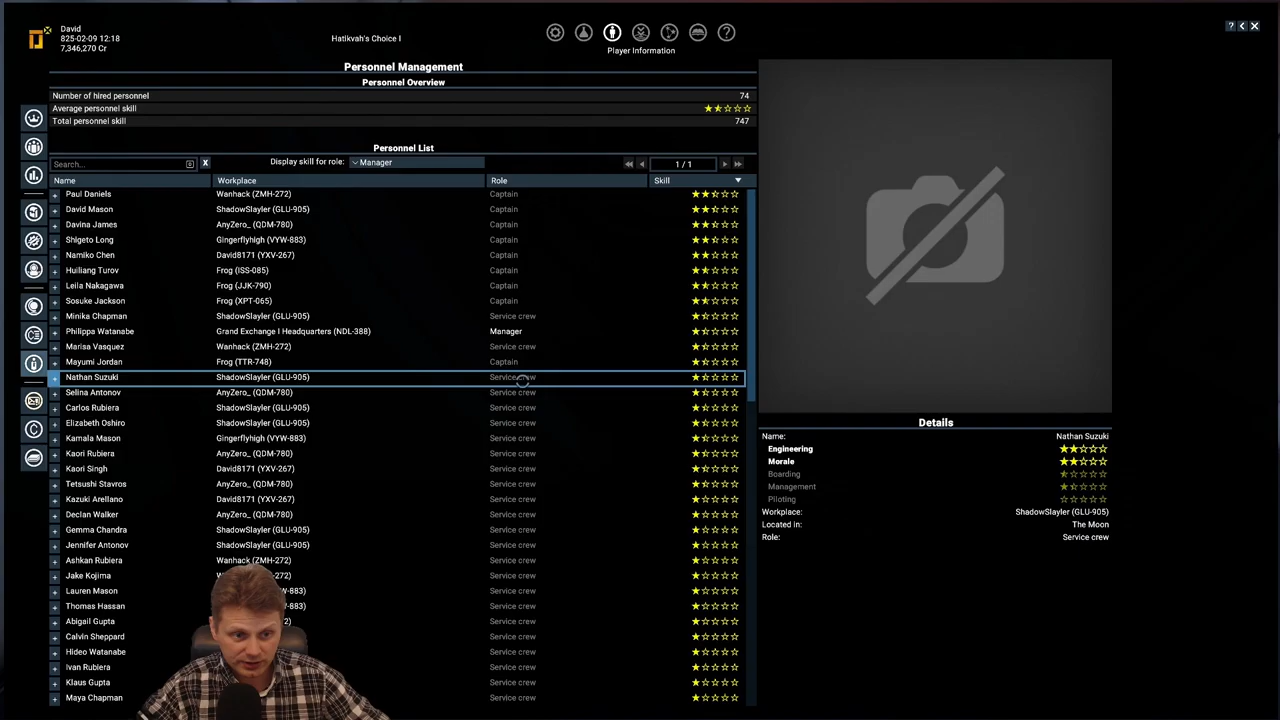 David
825-02-09 12:18
7,346,270 Cr
Hatikvah's Choice I
Player Information
? < X
Personnel Management
Personnel Overview
Number of hired personnel 74
Average personnel skill
Total personnel skill 747
Personnel List
Search... X Display skill for role: Manager 1 / 1
Name Workplace Role Skill
+ Paul Daniels Wanhack (ZMH-272) Captain
+ David Mason ShadowSlayler (GLU-905) Captain
+ Davina James AnyZero_ (QDM-780) Captain
+ Shigeto Long Gingerflyhigh (VYW-883) Captain
+ Namiko Chen David8171 (YXV-267) Captain
+ Huiliang Turov Frog (ISS-085) Captain
+ Leila Nakagawa Frog (JJK-790) Captain
+ Sosuke Jackson Frog (XPT-065) Captain
+ Minika Chapman ShadowSlayler (GLU-905) Service crew
+ Philippa Watanabe Grand Exchange I Headquarters (NDL-388) Manager
+ Marisa Vasquez Wanhack (ZMH-272) Service crew
+ Mayumi Jordan Frog (TTR-748) Captain
+ Nathan Suzuki ShadowSlayler (GLU-905) Service crew
+ Selina Antonov AnyZero_ (QDM-780) Service crew
+ Carlos Rubiera ShadowSlayler (GLU-905) Service crew
+ Elizabeth Oshiro ShadowSlayler (GLU-905) Service crew
+ Kamala Mason Gingerflyhigh (VYW-883) Service crew
+ Kaori Rubiera AnyZero_ (QDM-780) Service crew
+ Kaori Singh David8171 (YXV-267) Service crew
+ Tetsushi Stavros AnyZero_ (QDM-780) Service crew
+ Kazuki Arellano David8171 (YXV-267) Service crew
+ Declan Walker AnyZero_ (QDM-780) Service crew
+ Gemma Chandra ShadowSlayler (GLU-905) Service crew
+ Jennifer Antonov ShadowSlayler (GLU-905) Service crew
+ Ashkan Rubiera Wanhack (ZMH-272) Service crew
+ Jake Kojima 272) Service crew
+ Lauren Mason W-883) Service crew
+ Thomas Hassan W-883) Service crew
+ Abigail Gupta 2) Service crew
+ Calvin Sheppard Service crew
+ Hideo Watanabe Service crew
+ Ivan Rubiera Service crew
+ Klaus Gupta Service crew
+ Maya Chapman Service crew
Details
Name: Nathan Suzuki
Engineering
Morale
Boarding
Management
Piloting
Workplace: ShadowSlayler (GLU-905)
Located in: The Moon
Role: Service crew